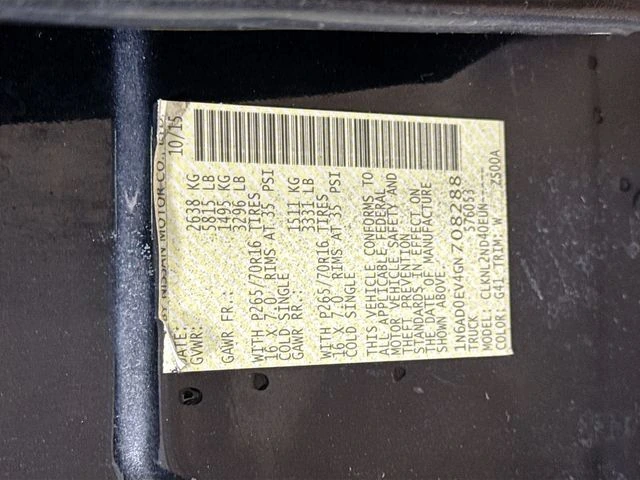 BY NISSAN MOTOR CO., LTD.
DATE: 10/15
GVWR: 2638 KG
5815 LB
GAWR FR.: 1495 KG
3296 LB
WITH P265/70R16 TIRES
16 X 7.0 RIMS AT 35 PSI
COLD SINGLE
GAWR RR.: 1511 KG
3331 LB
WITH P265/70R16 TIRES
16 X 7.0 RIMS AT 35 PSI
COLD SINGLE
THIS VEHICLE CONFORMS TO
ALL APPLICABLE FEDERAL
MOTOR VEHICLE SAFETY AND
THEFT PREVENTION
STANDARDS IN EFFECT ON
THE DATE OF MANUFACTURE
SHOWN ABOVE.
1N6AD0EV4GN708288
TRUCK 576053
MODEL: CLKNL2ND40EUN----
COLOR: G41 TRIM: W ZS00A